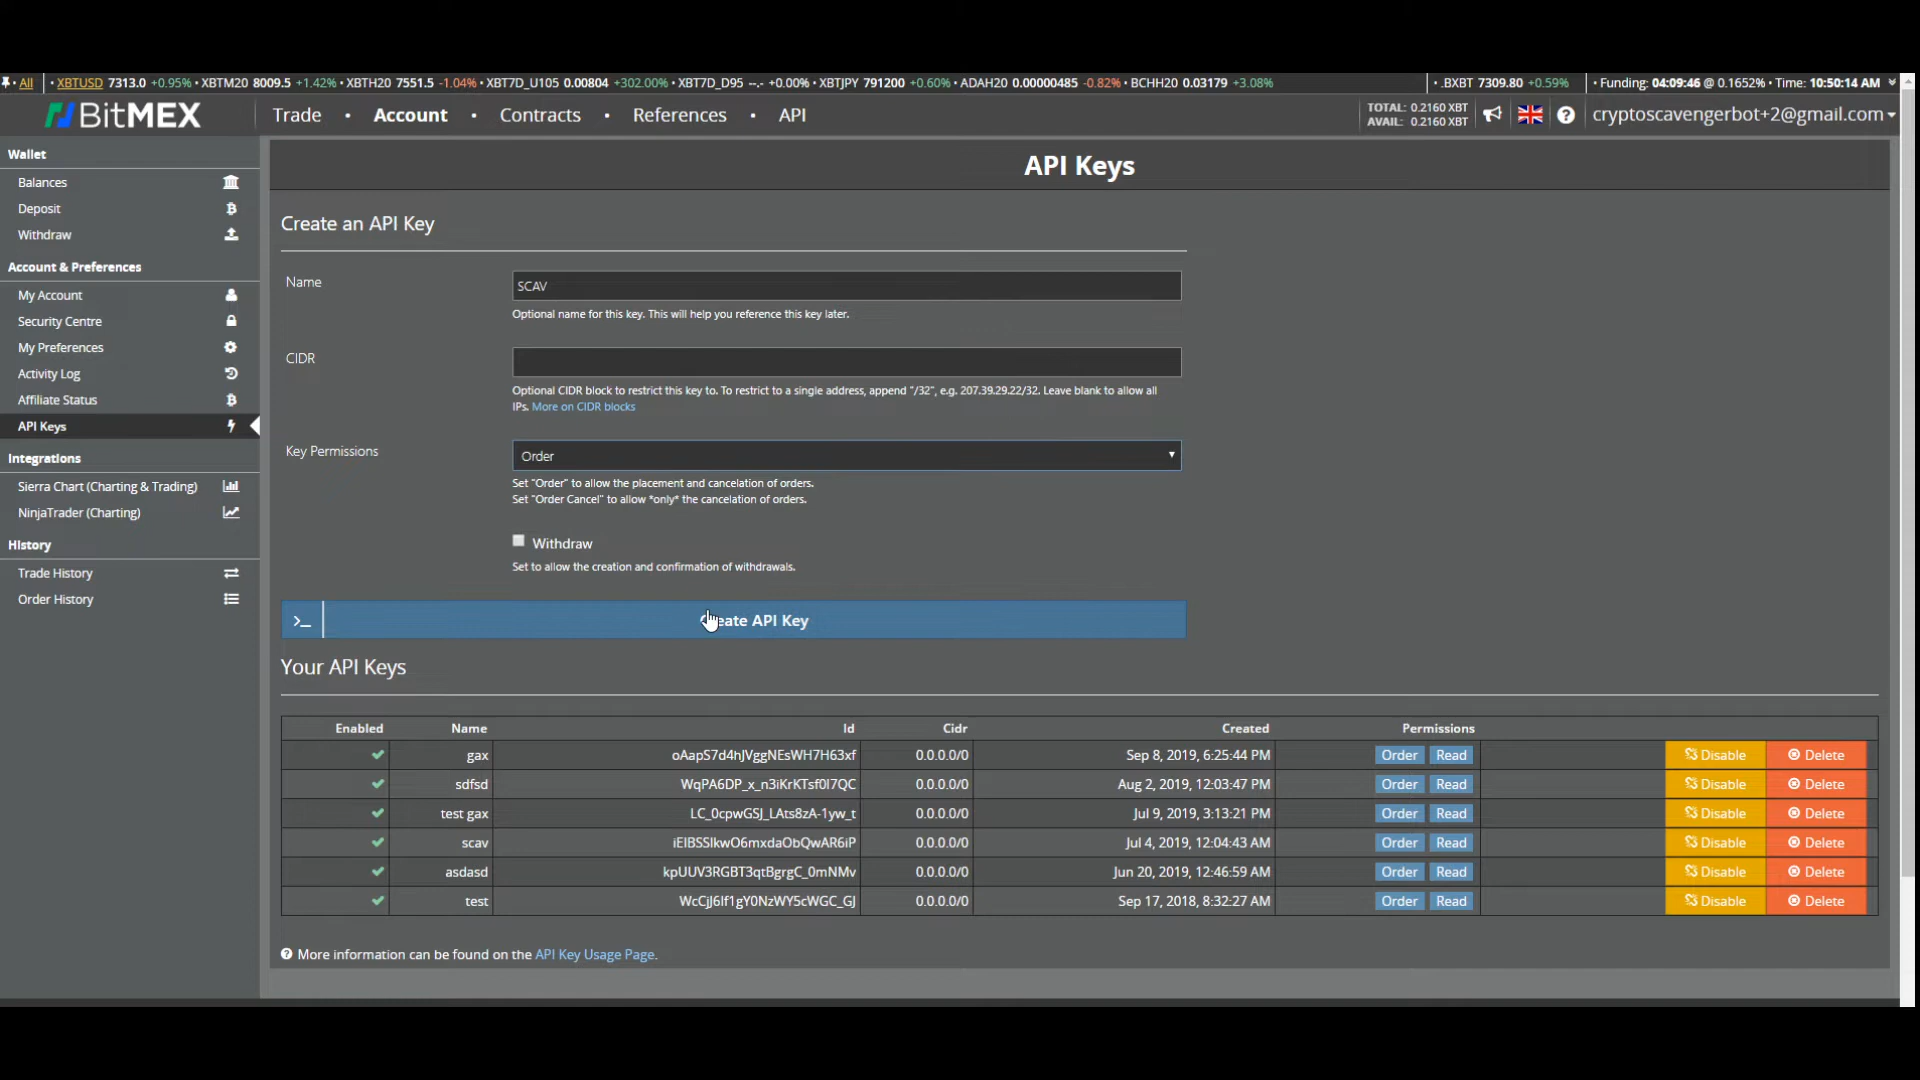 All · XBTUSD 7313.0 +0.95% · XBTM20 8009.5 +1.42% · XBTH20 7551.5 -1.04% · XBT7D_U105 0.00804 +302.00% · XBT7D_D95 --.- +0.00% · XBTJPY 791200 +0.60% · ADAH20 0.00000485 -0.82% · BCHH20 0.03179 +3.08% · .BXBT 7309.80 +0.59% · Funding: 04:09:46 @ 0.1652% · Time: 10:50:14 AM
BitMEX Trade · Account · Contracts · References · API
TOTAL: 0.2160 XBT
AVAIL: 0.2160 XBT
cryptoscavengerbot+2@gmail.com
Wallet
Balances
Deposit
Withdraw
Account & Preferences
My Account
Security Centre
My Preferences
Activity Log
Affiliate Status
API Keys
Integrations
Sierra Chart (Charting & Trading)
NinjaTrader (Charting)
History
Trade History
Order History
API Keys
Create an API Key
Name
SCAV
Optional name for this key. This will help you reference this key later.
CIDR
Optional CIDR block to restrict this key to. To restrict to a single address, append "/32", e.g. 207.39.29.22/32. Leave blank to allow all
IPs. More on CIDR blocks
Key Permissions
Order
Set "Order" to allow the placement and cancelation of orders.
Set "Order Cancel" to allow *only* the cancelation of orders.
Withdraw
Set to allow the creation and confirmation of withdrawals.
>_ Create API Key
Your API Keys
Enabled Name Id Cidr Created Permissions
gax 0.0.0.0/0 Sep 8, 2019, 6:25:44 PM Order Read Disable Delete
sdfsd 0.0.0.0/0 Aug 2, 2019, 12:03:47 PM Order Read Disable Delete
test gax 0.0.0.0/0 Jul 9, 2019, 3:13:21 PM Order Read Disable Delete
scav 0.0.0.0/0 Jul 4, 2019, 12:04:43 AM Order Read Disable Delete
asdasd kpUUV3RGBT3qtBgrgC_0mNMv 0.0.0.0/0 Jun 20, 2019, 12:46:59 AM Order Read Disable Delete
test 0.0.0.0/0 Sep 17, 2018, 8:32:27 AM Order Read Disable Delete
More information can be found on the API Key Usage Page.